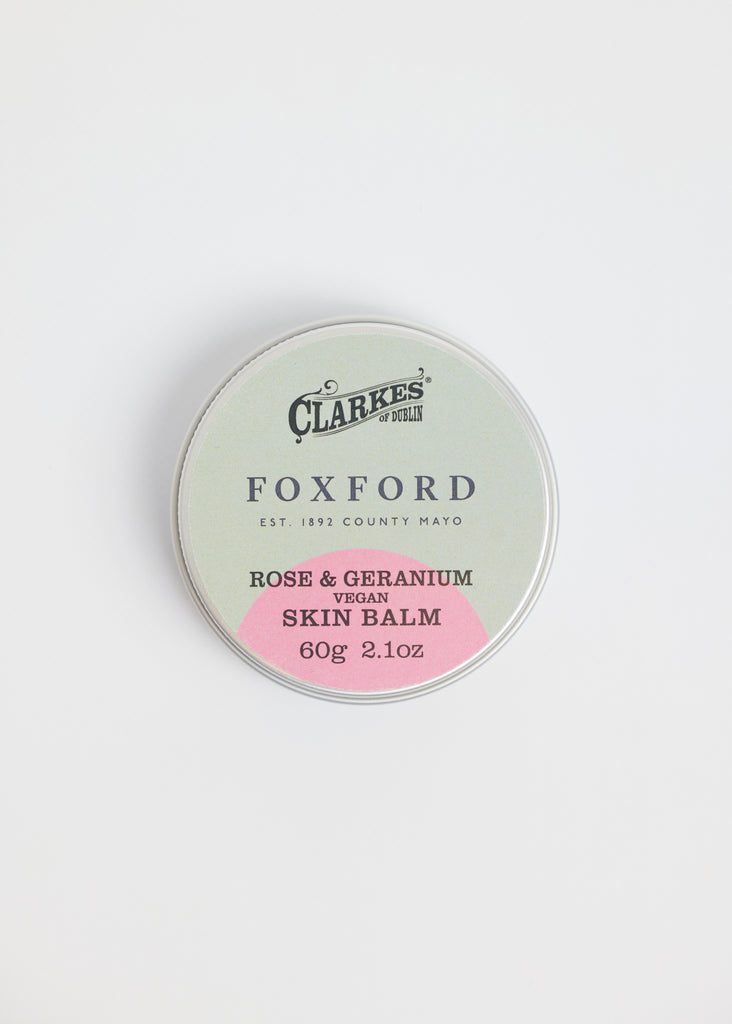 CLARKES®
OF DUBLIN
FOXFORD
EST. 1892 COUNTY MAYO
ROSE & GERANIUM
VEGAN
SKIN BALM
60g 2.1oz